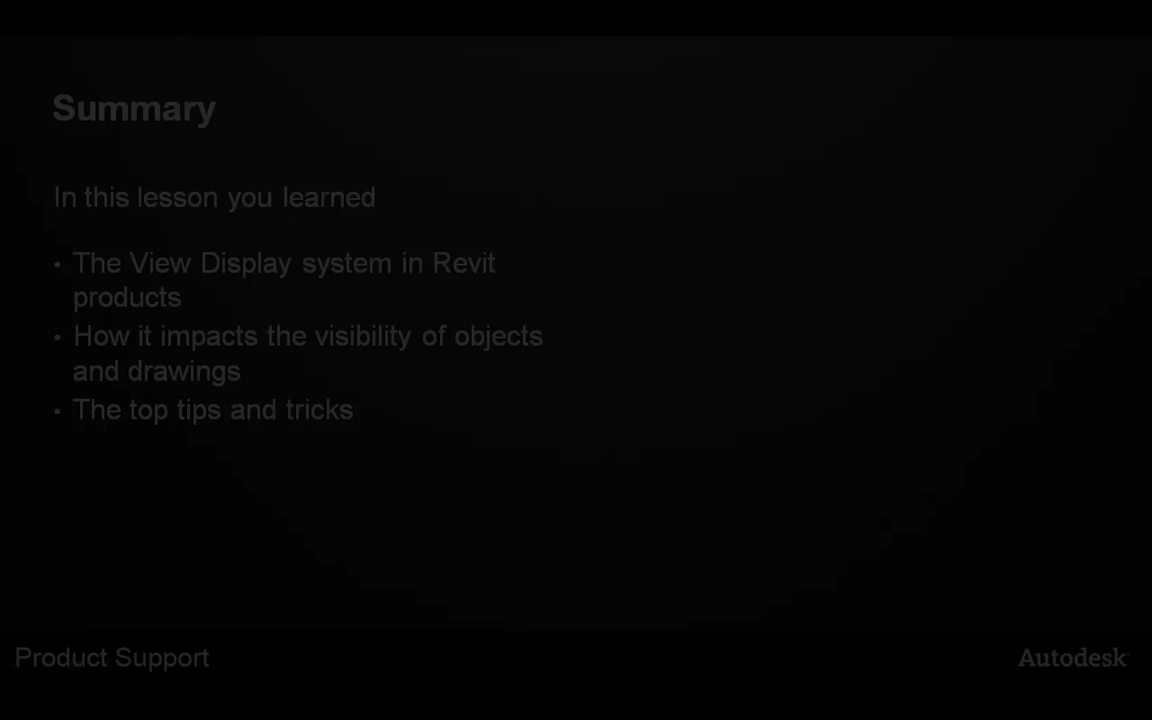 Summary
In this lesson you learned
• The View Display system in Revit
products
• How it impacts the visibility of objects
and drawings
• The top tips and tricks
Product Support
Autodesk